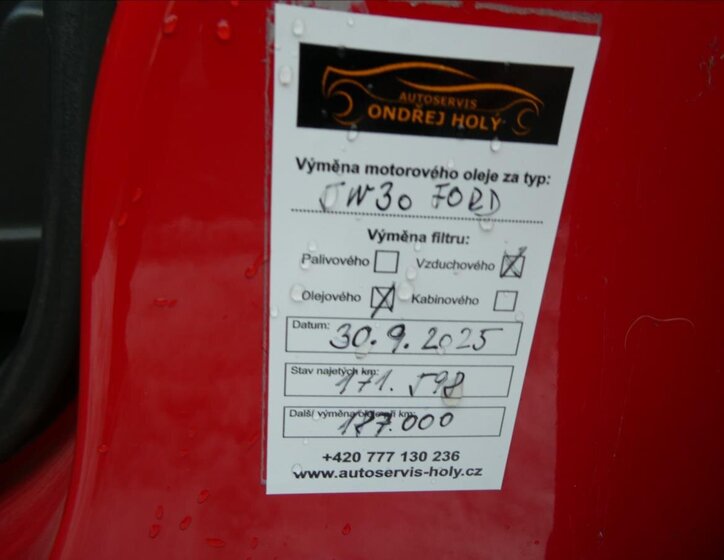 AUTOSERVIS
ONDŘEJ HOLÝ
Výměna motorového oleje za typ:
5W30 FORD
Výměna filtru:
Palivového Vzduchového
Olejového Kabinového
Datum: 30.9.2025
Stav najetých km: 171.598
Další výměna oleje při km: 187.000
+420 777 130 236
www.autoservis-holy.cz